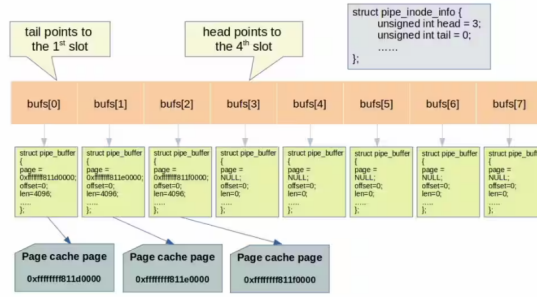 tail points to
the 1st slot
head points to
the 4th slot
struct pipe_inode_info {
unsigned int head = 3;
unsigned int tail = 0;
……
};
bufs[0]
bufs[1]
bufs[2]
bufs[3]
bufs[4]
bufs[5]
bufs[6]
bufs[7]
struct pipe_buffer
{
page =
0xffffffff811d0000;
offset=0;
len=4096;
.....
};
struct pipe_buffer
{
page =
0xffffffff811e0000;
offset=0;
len=4096;
.....
};
struct pipe_buffer
{
page =
0xffffffff811f0000;
offset=0;
len=4096;
.....
};
struct pipe_buffer
{
page =
NULL;
offset=0;
len=0;
.....
};
struct pipe_buffer
{
page =
NULL;
offset=0;
len=0;
.....
};
struct pipe_buffer
{
page =
NULL;
offset=0;
len=0;
.....
};
struct pipe_buffer
{
page =
NULL;
offset=0;
len=0;
.....
};
struct pipe_buff
{
page =
NULL;
offset=0;
len=0;
.....
};
Page cache page
0xffffffff811d0000
Page cache page
0xffffffff811e0000
Page cache page
0xffffffff811f0000